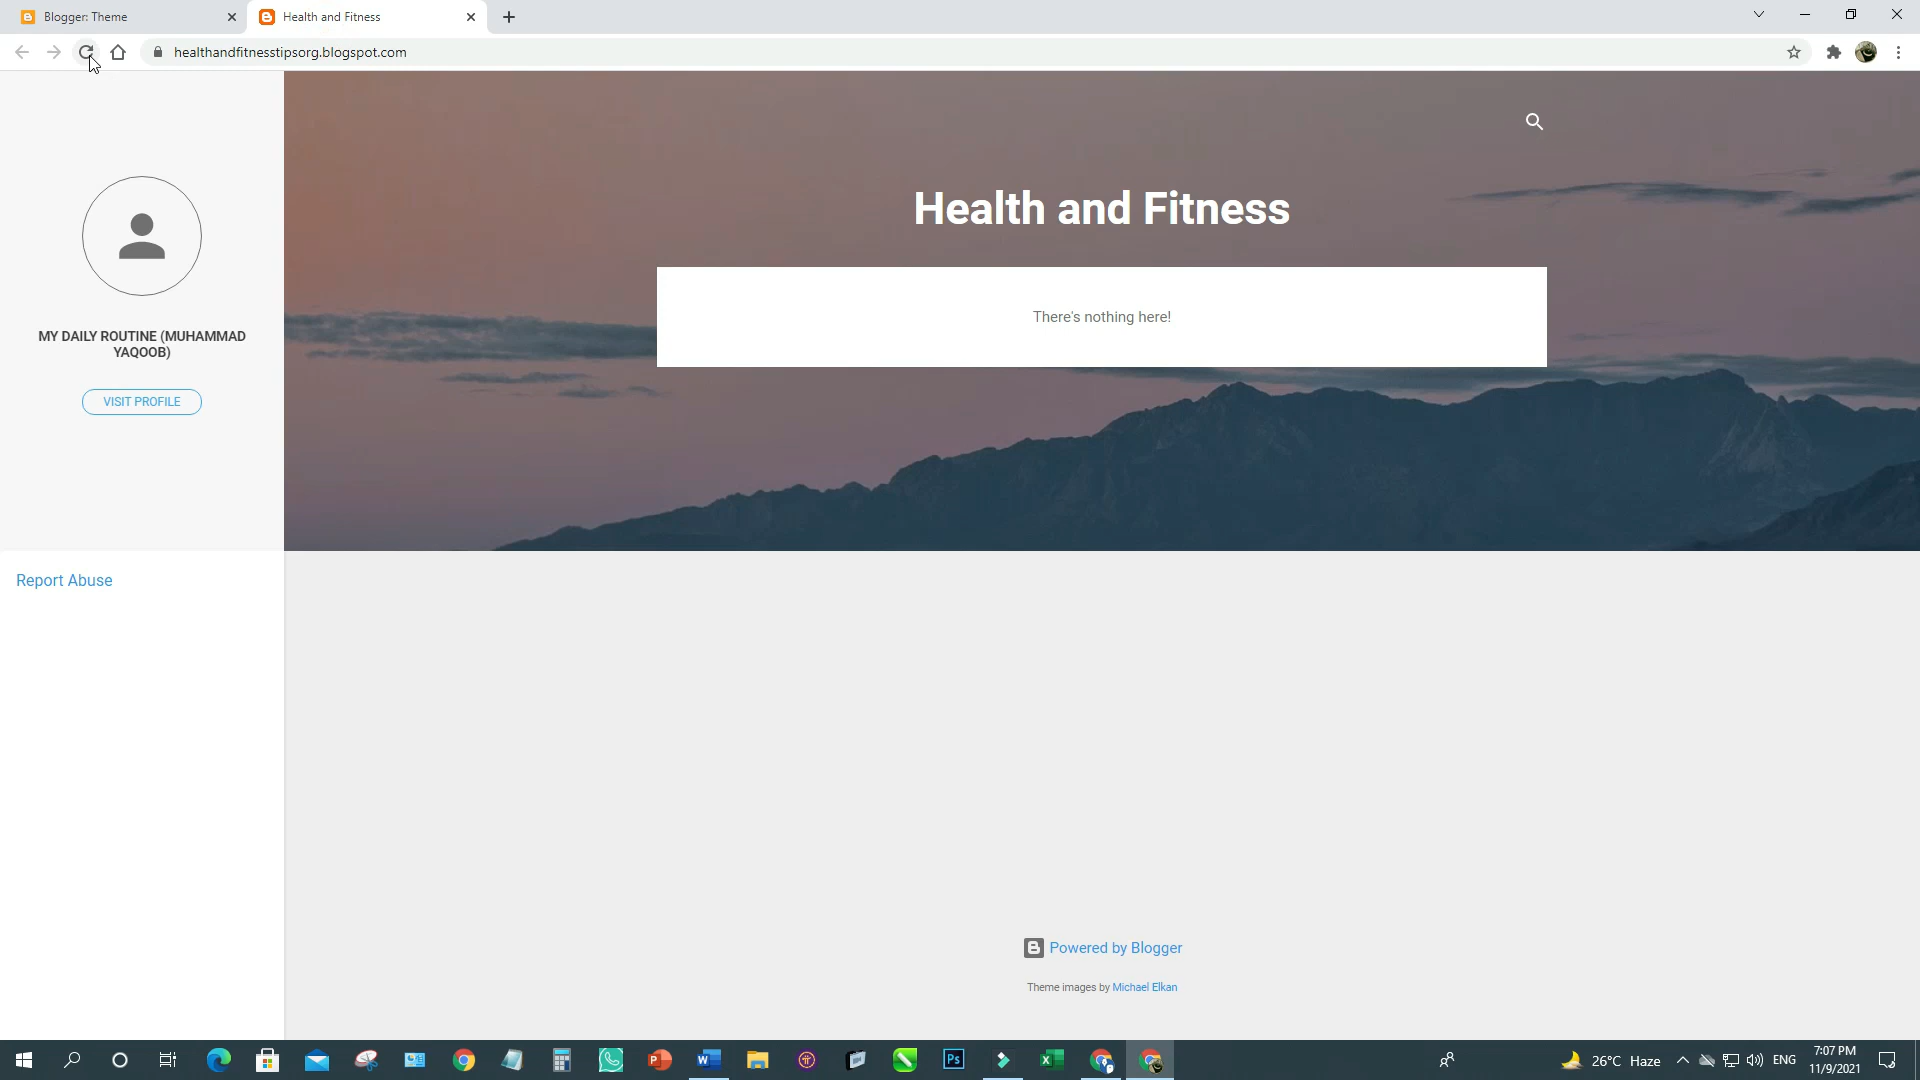 Blogger: Theme
Health and Fitness
healthandfitnesstipsorg.blogspot.com
Health and Fitness
There's nothing here!
MY DAILY ROUTINE (MUHAMMAD
YAQOOB)
VISIT PROFILE
Report Abuse
Powered by Blogger
Theme images by Michael Elkan
26°C Haze
ENG
7:07 PM
11/9/2021